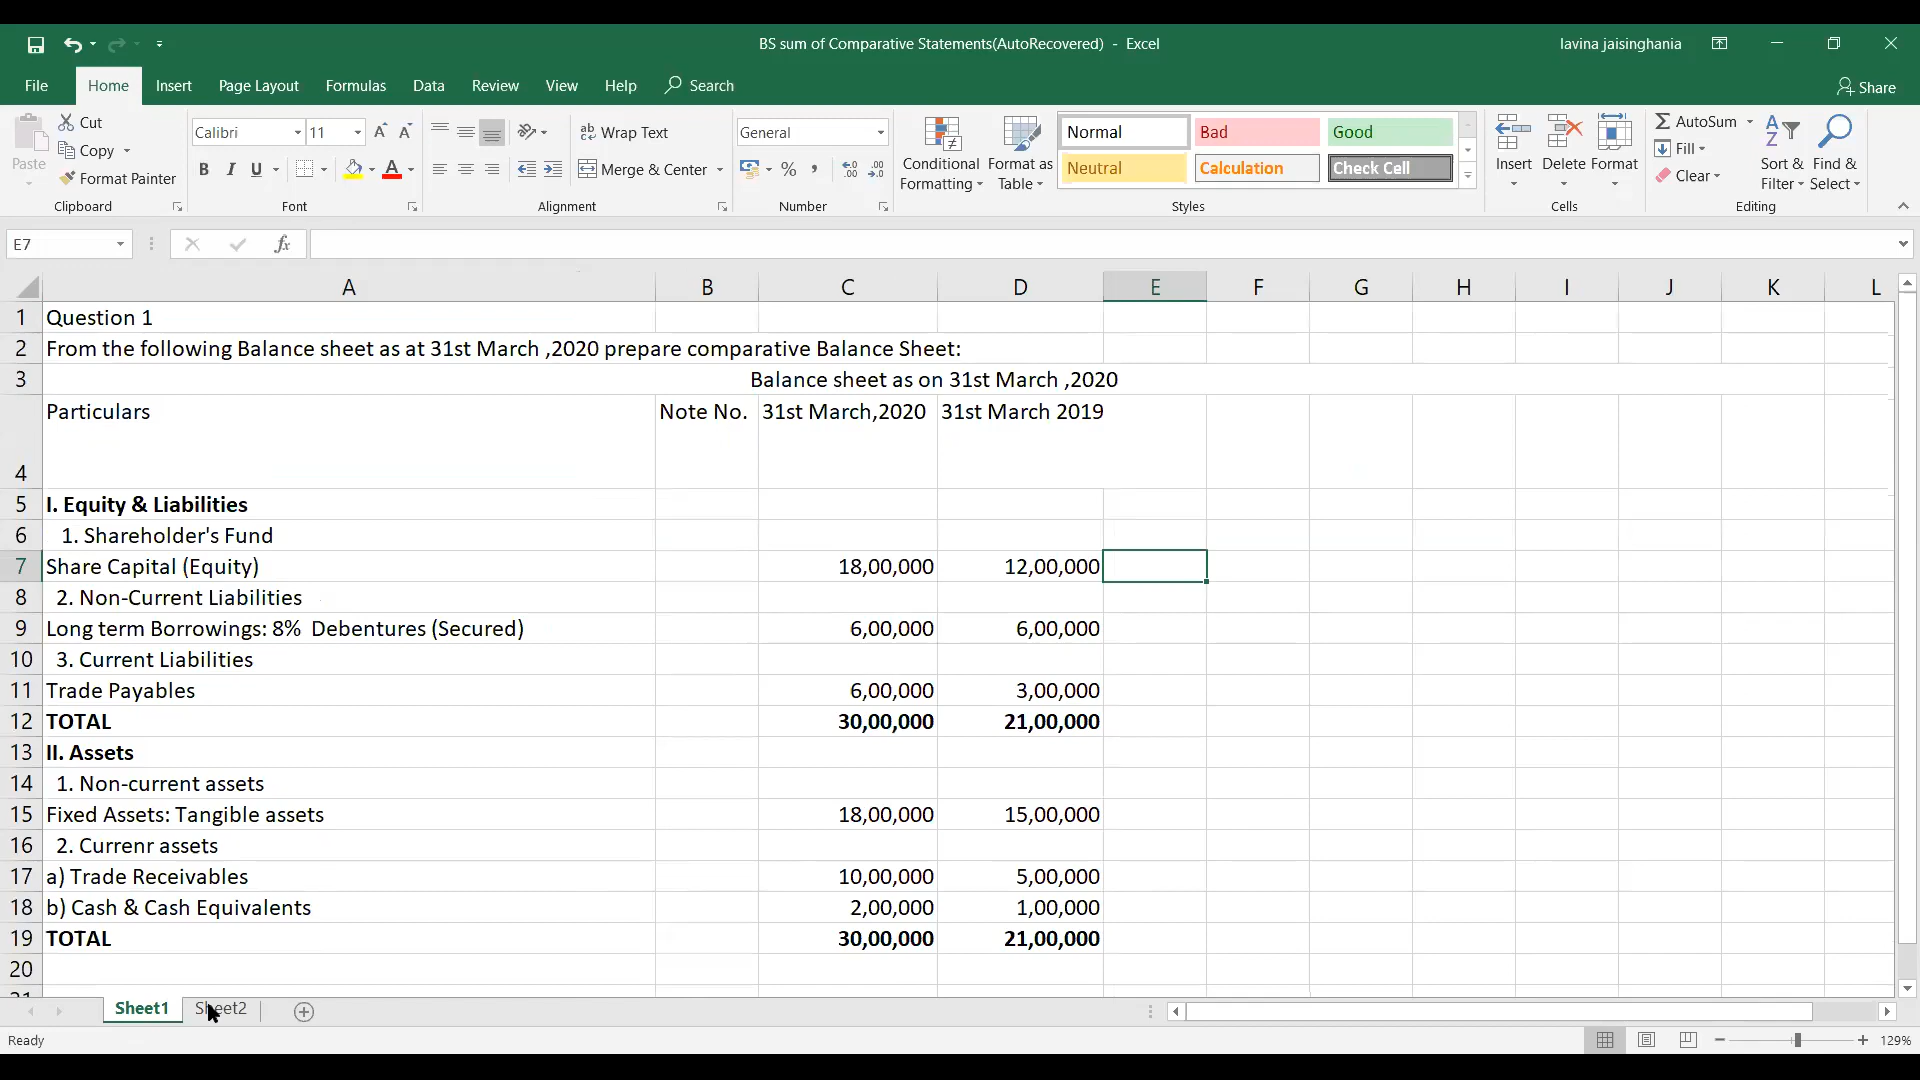 BS sum of Comparative Statements(AutoRecovered) - Excel
lavina jaisinghania
File Home Insert Page Layout Formulas Data Review View Help Search Share
Paste Cut Copy Format Painter Clipboard
Calibri 11 B I U A Font
Wrap Text Merge & Center Alignment
General % , Number
Conditional Formatting Format as Table
Normal Bad Good
Neutral Calculation Check Cell
Styles
Insert Delete Format Cells
AutoSum Fill Clear Sort & Filter Find & Select Editing
E7 fx
A B C D E F G H I J K L
1 Question 1
2 From the following Balance sheet as at 31st March ,2020 prepare comparative Balance Sheet:
3 Balance sheet as on 31st March ,2020
4 Particulars Note No. 31st March,2020 31st March 2019
5 I. Equity & Liabilities
6 1. Shareholder's Fund
7 Share Capital (Equity) 18,00,000 12,00,000
8 2. Non-Current Liabilities
9 Long term Borrowings: 8% Debentures (Secured) 6,00,000 6,00,000
10 3. Current Liabilities
11 Trade Payables 6,00,000 3,00,000
12 TOTAL 30,00,000 21,00,000
13 II. Assets
14 1. Non-current assets
15 Fixed Assets: Tangible assets 18,00,000 15,00,000
16 2. Currenr assets
17 a) Trade Receivables 10,00,000 5,00,000
18 b) Cash & Cash Equivalents 2,00,000 1,00,000
19 TOTAL 30,00,000 21,00,000
20
Sheet1 Sheet2
Ready 129%